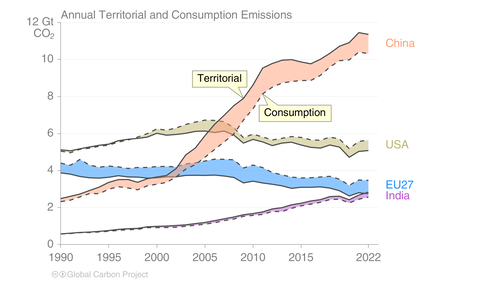 Annual Territorial and Consumption Emissions
12 Gt
CO₂
10
8
6
4
2
0
1990 1995 2000 2005 2010 2015 2022
Territorial
Consumption
China
USA
EU27
India
Global Carbon Project